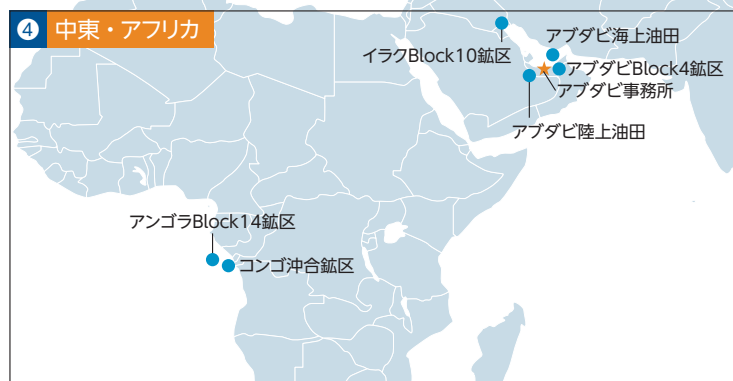 4 中東・アフリカ
アブダビ海上油田
イラクBlock10鉱区
アブダビBlock4鉱区
アブダビ事務所
アブダビ陸上油田
アンゴラBlock14鉱区
コンゴ沖合鉱区